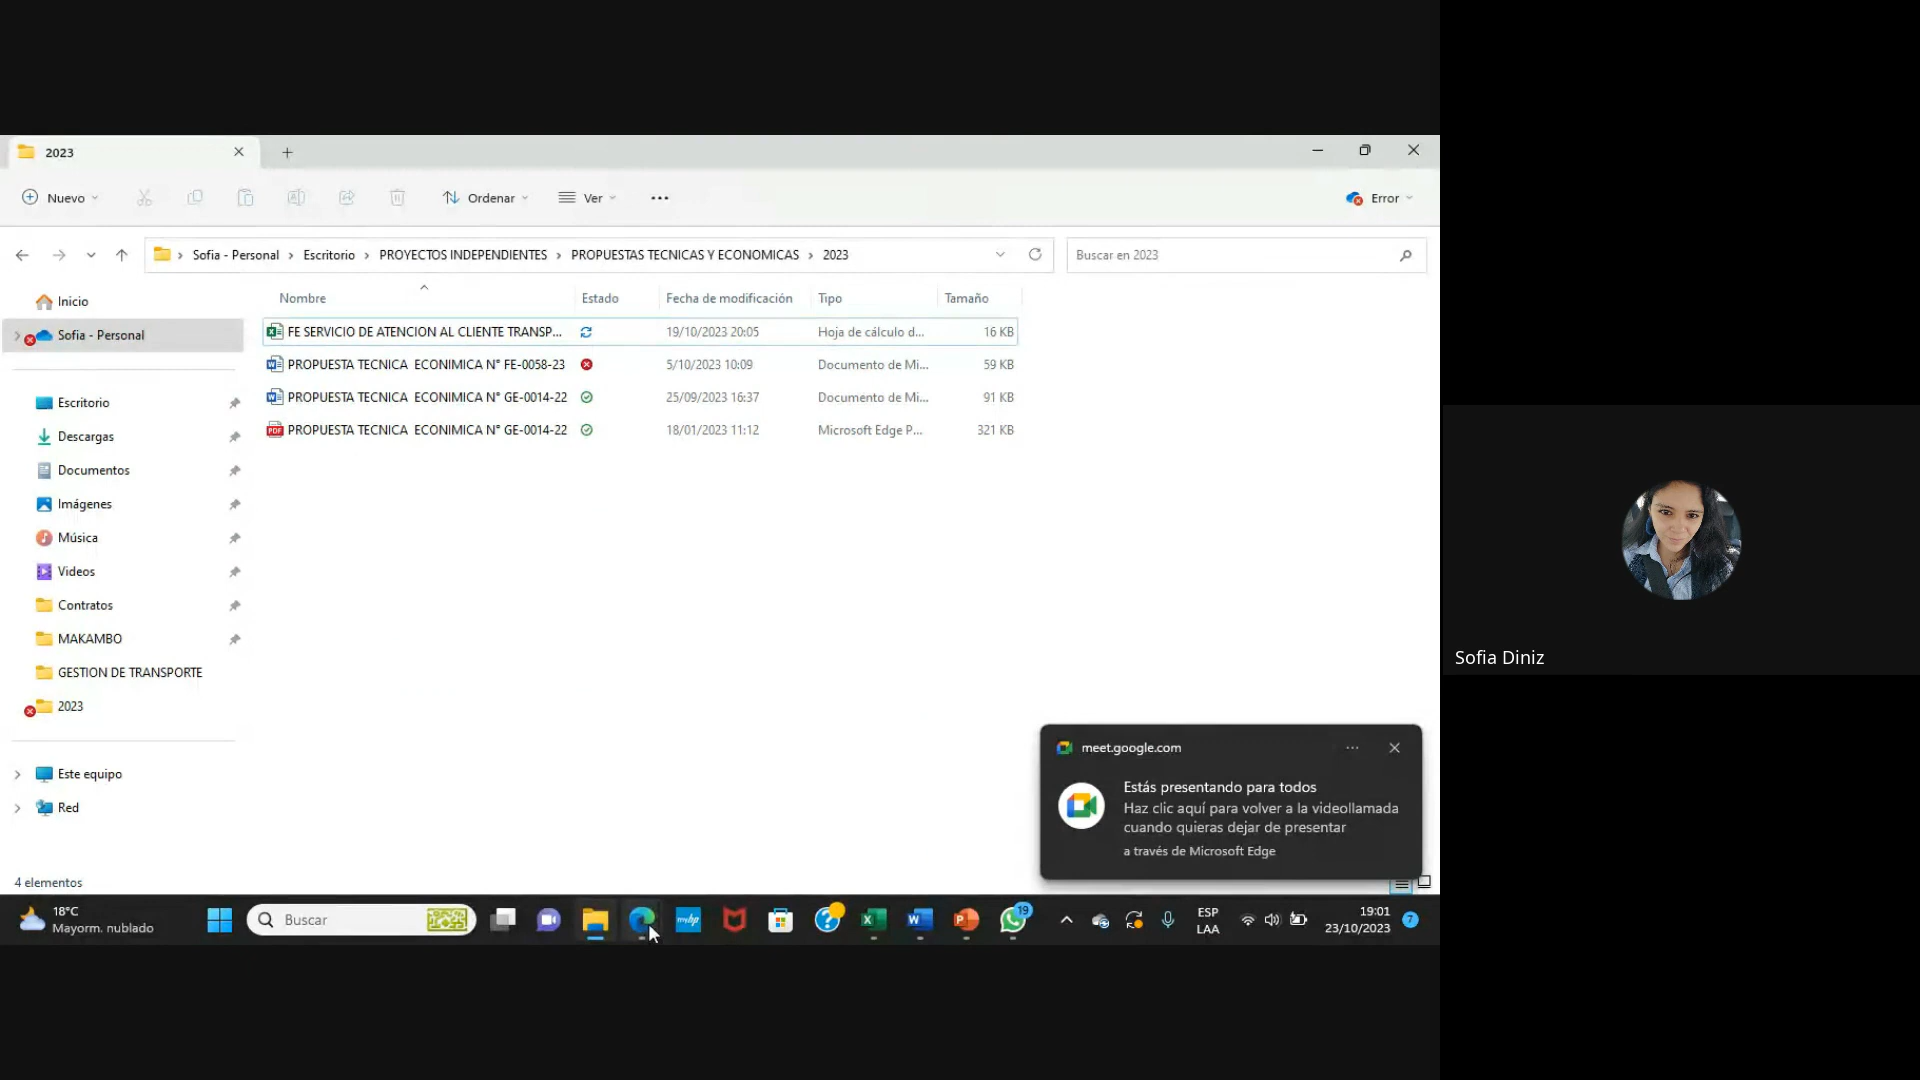 2023
Nuevo
Ordenar
Ver
Error
Sofia - Personal > Escritorio > PROYECTOS INDEPENDIENTES > PROPUESTAS TECNICAS Y ECONOMICAS > 2023
Buscar en 2023
Nombre Estado Fecha de modificación Tipo Tamaño
FE SERVICIO DE ATENCION AL CLIENTE TRANSP... 19/10/2023 20:05 Hoja de cálculo d... 16 KB
PROPUESTA TECNICA ECONIMICA N° FE-0058-23 5/10/2023 10:09 Documento de Mi... 59 KB
PROPUESTA TECNICA ECONIMICA N° GE-0014-22 25/09/2023 16:37 Documento de Mi... 91 KB
PROPUESTA TECNICA ECONIMICA N° GE-0014-22 18/01/2023 11:12 Microsoft Edge P... 321 KB
Inicio
Sofia - Personal
Escritorio
Descargas
Documentos
Imágenes
Música
Videos
Contratos
MAKAMBO
GESTION DE TRANSPORTE
2023
Este equipo
Red
4 elementos
meet.google.com
Estás presentando para todos
Haz clic aquí para volver a la videollamada
cuando quieras dejar de presentar
a través de Microsoft Edge
18°C
Mayorm. nublado
Buscar
myhp
19
ESP
LAA
19:01
23/10/2023
7
Sofia Diniz